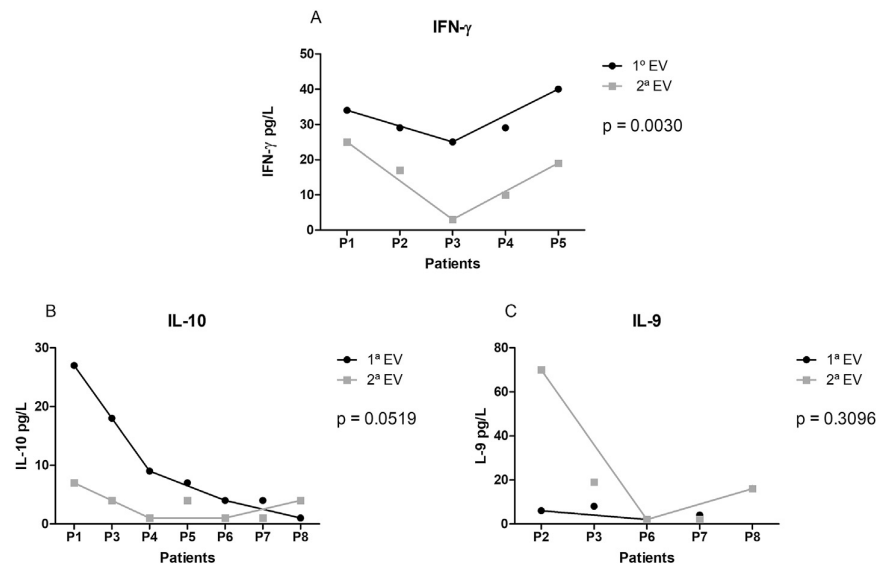 A
IFN-γ
50
40
30
20
10
0
IFN-γ pg/L
P1 P2 P3 P4 P5
Patients
1º EV
2ª EV
p = 0.0030
B
IL-10
30
20
10
0
IL-10 pg/L
P1 P3 P4 P5 P6 P7 P8
Patients
1ª EV
2ª EV
p = 0.0519
C
IL-9
80
60
40
20
0
L-9 pg/L
P2 P3 P6 P7 P8
Patients
1ª EV
2ª EV
p = 0.3096